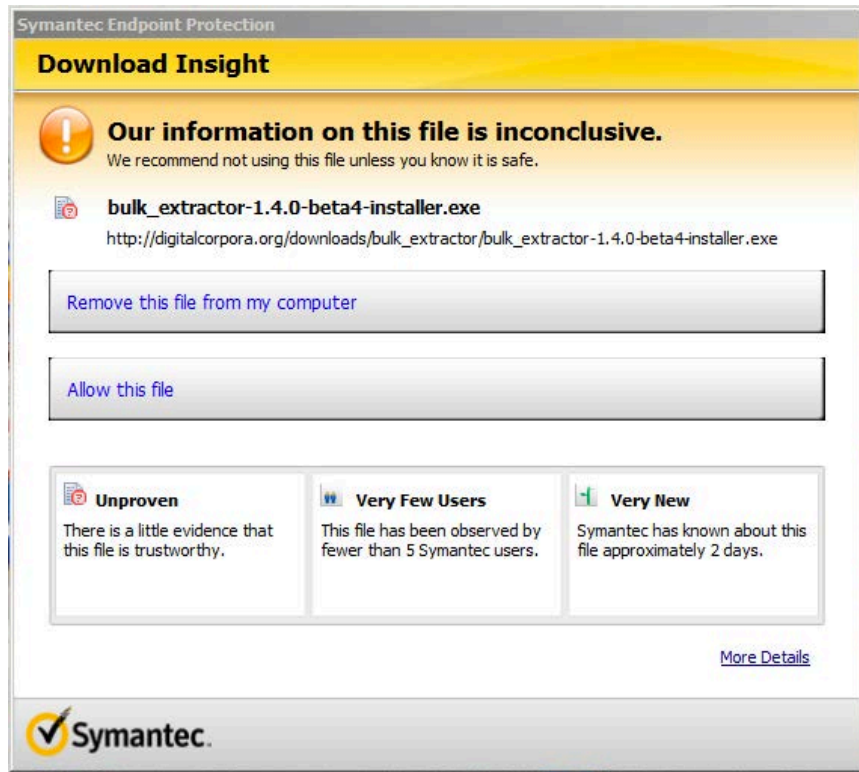 Symantec Endpoint Protection
Download Insight
Our information on this file is inconclusive.
We recommend not using this file unless you know it is safe.
bulk_extractor-1.4.0-beta4-installer.exe
http://digitalcorpora.org/downloads/bulk_extractor/bulk_extractor-1.4.0-beta4-installer.exe
Remove this file from my computer
Allow this file
Unproven
There is a little evidence that
this file is trustworthy.
Very Few Users
This file has been observed by
fewer than 5 Symantec users.
Very New
Symantec has known about this
file approximately 2 days.
More Details
Symantec.